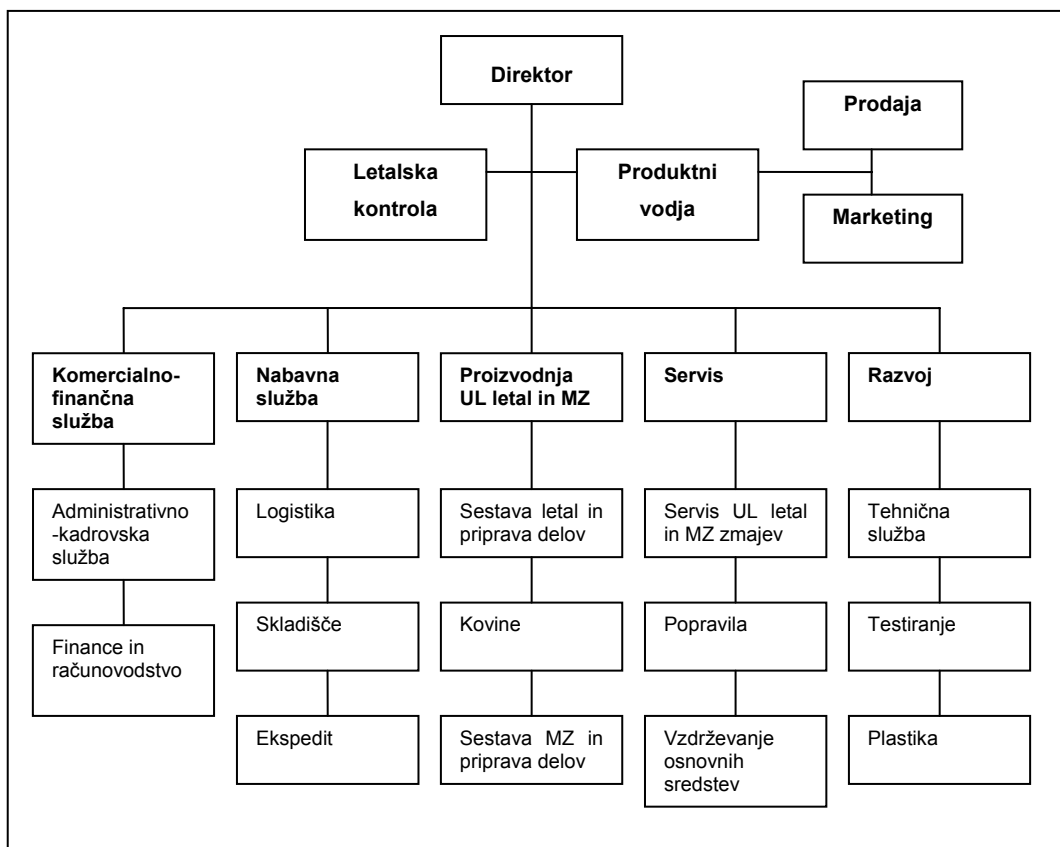 Direktor
Prodaja
Letalska
kontrola
Produktni
vodja
Marketing
Komercialno-
finančna
služba
Nabavna
služba
Proizvodnja
UL letal in MZ
Servis
Razvoj
Administrativno
-kadrovska
služba
Logistika
Sestava letal in
priprava delov
Servis UL letal
in MZ zmajev
Tehnična
služba
Finance in
računovodstvo
Skladišče
Kovine
Popravila
Testiranje
Ekspedit
Sestava MZ in
priprava delov
Vzdrževanje
osnovnih
sredstev
Plastika